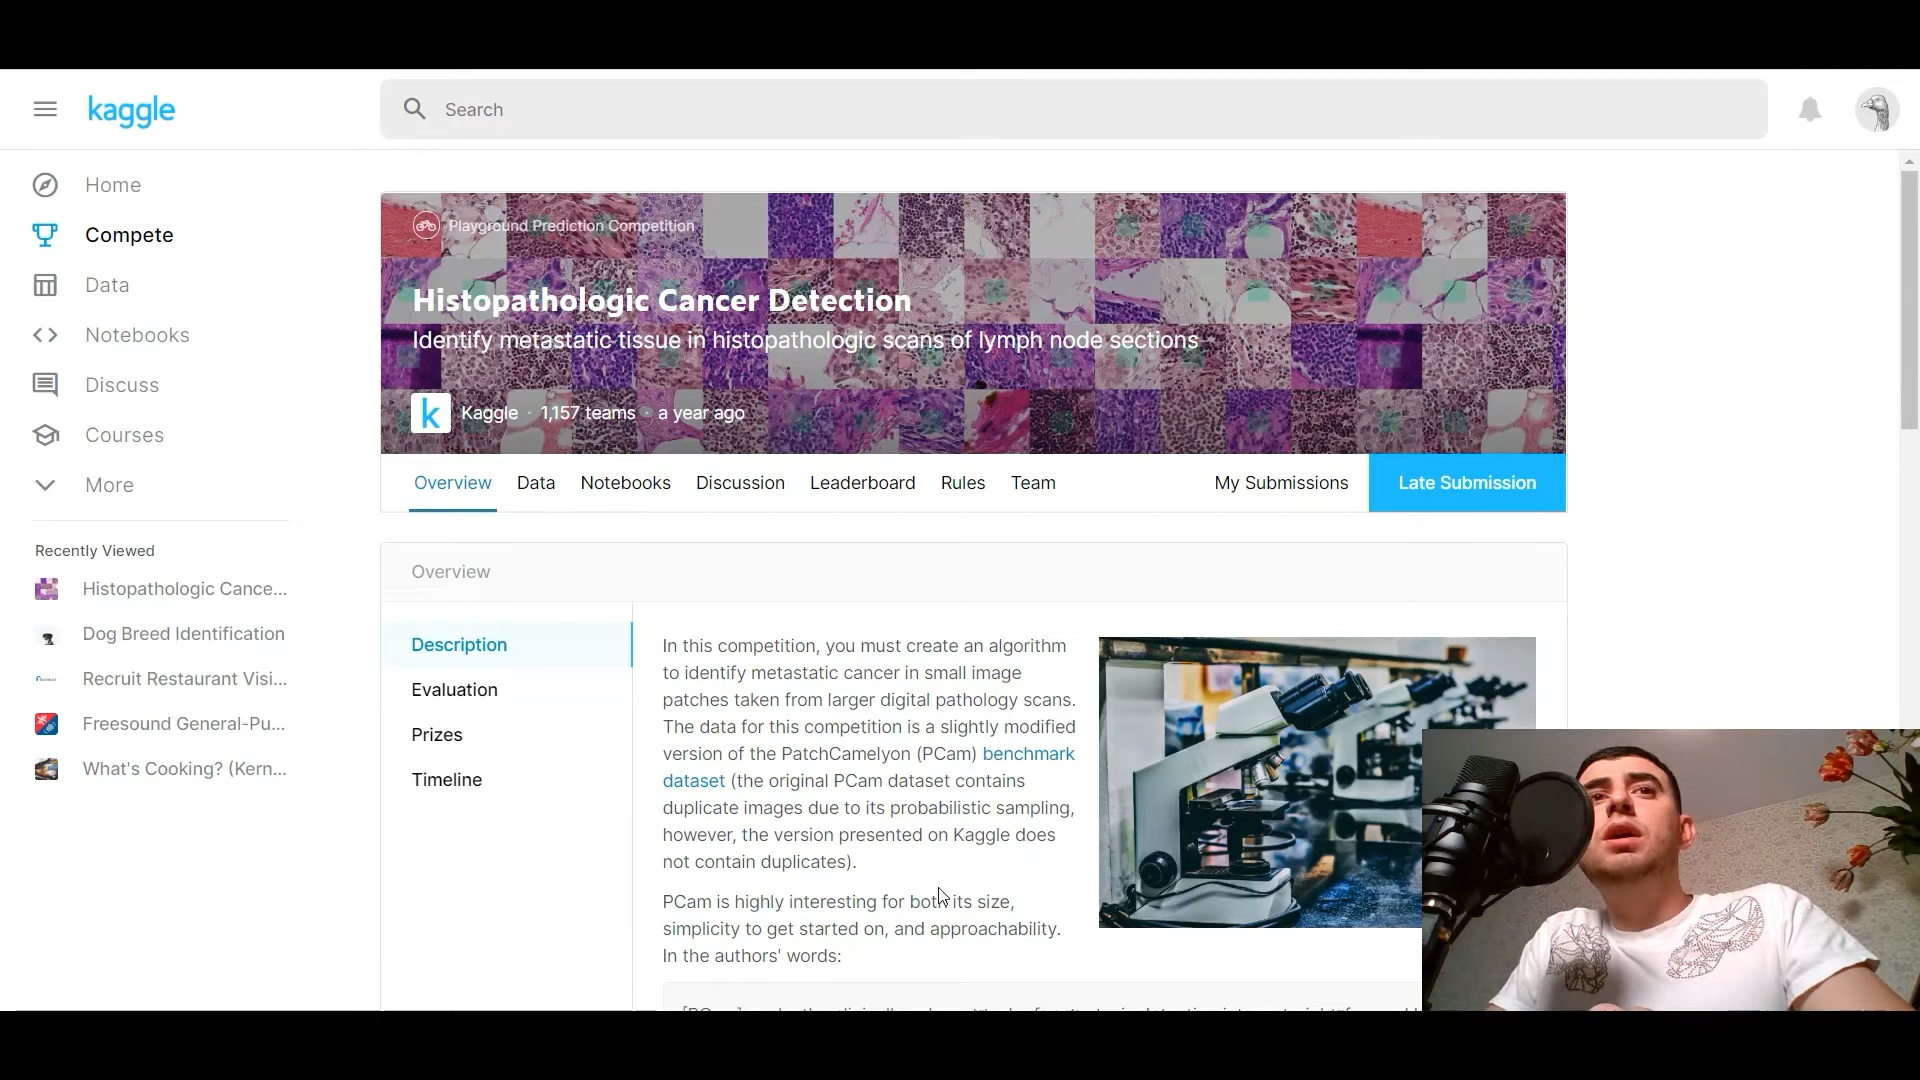 kaggle
Search
Home
Compete
Data
Notebooks
Discuss
Courses
More
Recently Viewed
Histopathologic Cance...
Dog Breed Identification
Recruit Restaurant Visi...
Freesound General-Pu...
What's Cooking? (Kern...
Playground Prediction Competition
Histopathologic Cancer Detection
Identify metastatic tissue in histopathologic scans of lymph node sections
k
Kaggle · 1,157 teams · a year ago
Overview Data Notebooks Discussion Leaderboard Rules Team My Submissions Late Submission
Overview
Description
Evaluation
Prizes
Timeline
In this competition, you must create an algorithm
to identify metastatic cancer in small image
patches taken from larger digital pathology scans.
The data for this competition is a slightly modified
version of the PatchCamelyon (PCam) benchmark
dataset (the original PCam dataset contains
duplicate images due to its probabilistic sampling,
however, the version presented on Kaggle does
not contain duplicates).
PCam is highly interesting for both its size,
simplicity to get started on, and approachability.
In the authors' words: